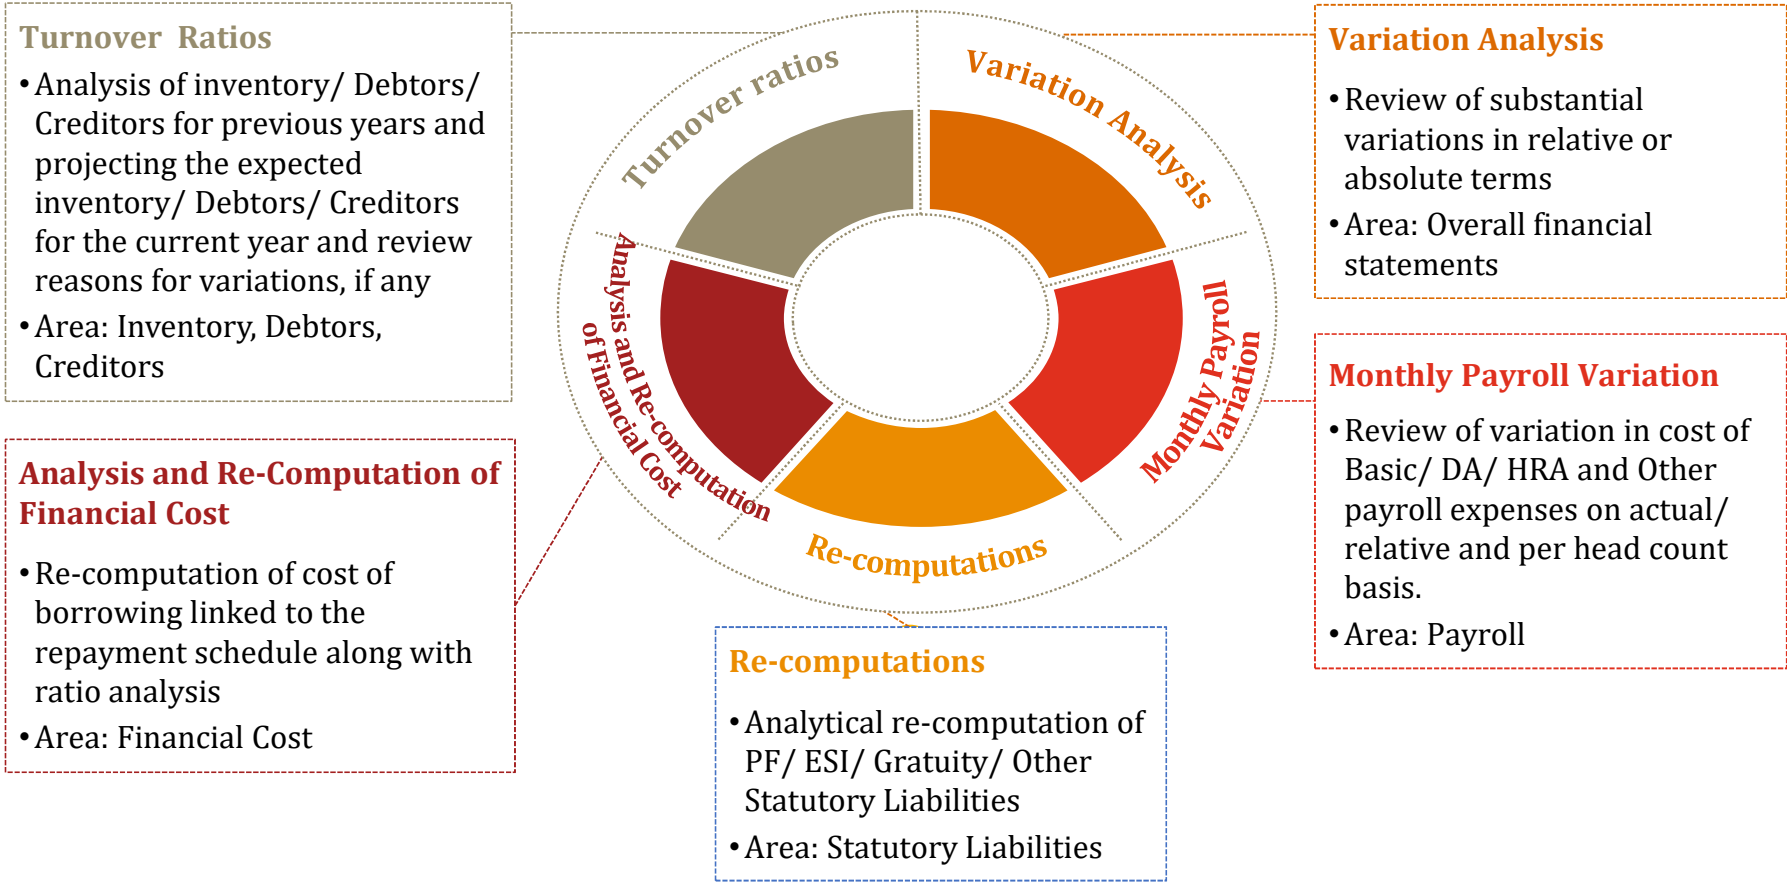 Turnover Ratios
• Analysis of inventory/ Debtors/
Creditors for previous years and
projecting the expected
inventory/ Debtors/ Creditors
for the current year and review
reasons for variations, if any
• Area: Inventory, Debtors,
Creditors
Analysis and Re-Computation of
Financial Cost
• Re-computation of cost of
borrowing linked to the
repayment schedule along with
ratio analysis
• Area: Financial Cost
Turnover ratios
Variation Analysis
Monthly Payroll
Variation
Re-computations
Analysis and Re-computation
of Financial Cost
Re-computations
• Analytical re-computation of
PF/ ESI/ Gratuity/ Other
Statutory Liabilities
• Area: Statutory Liabilities
Variation Analysis
• Review of substantial
variations in relative or
absolute terms
• Area: Overall financial
statements
Monthly Payroll Variation
• Review of variation in cost of
Basic/ DA/ HRA and Other
payroll expenses on actual/
relative and per head count
basis.
• Area: Payroll